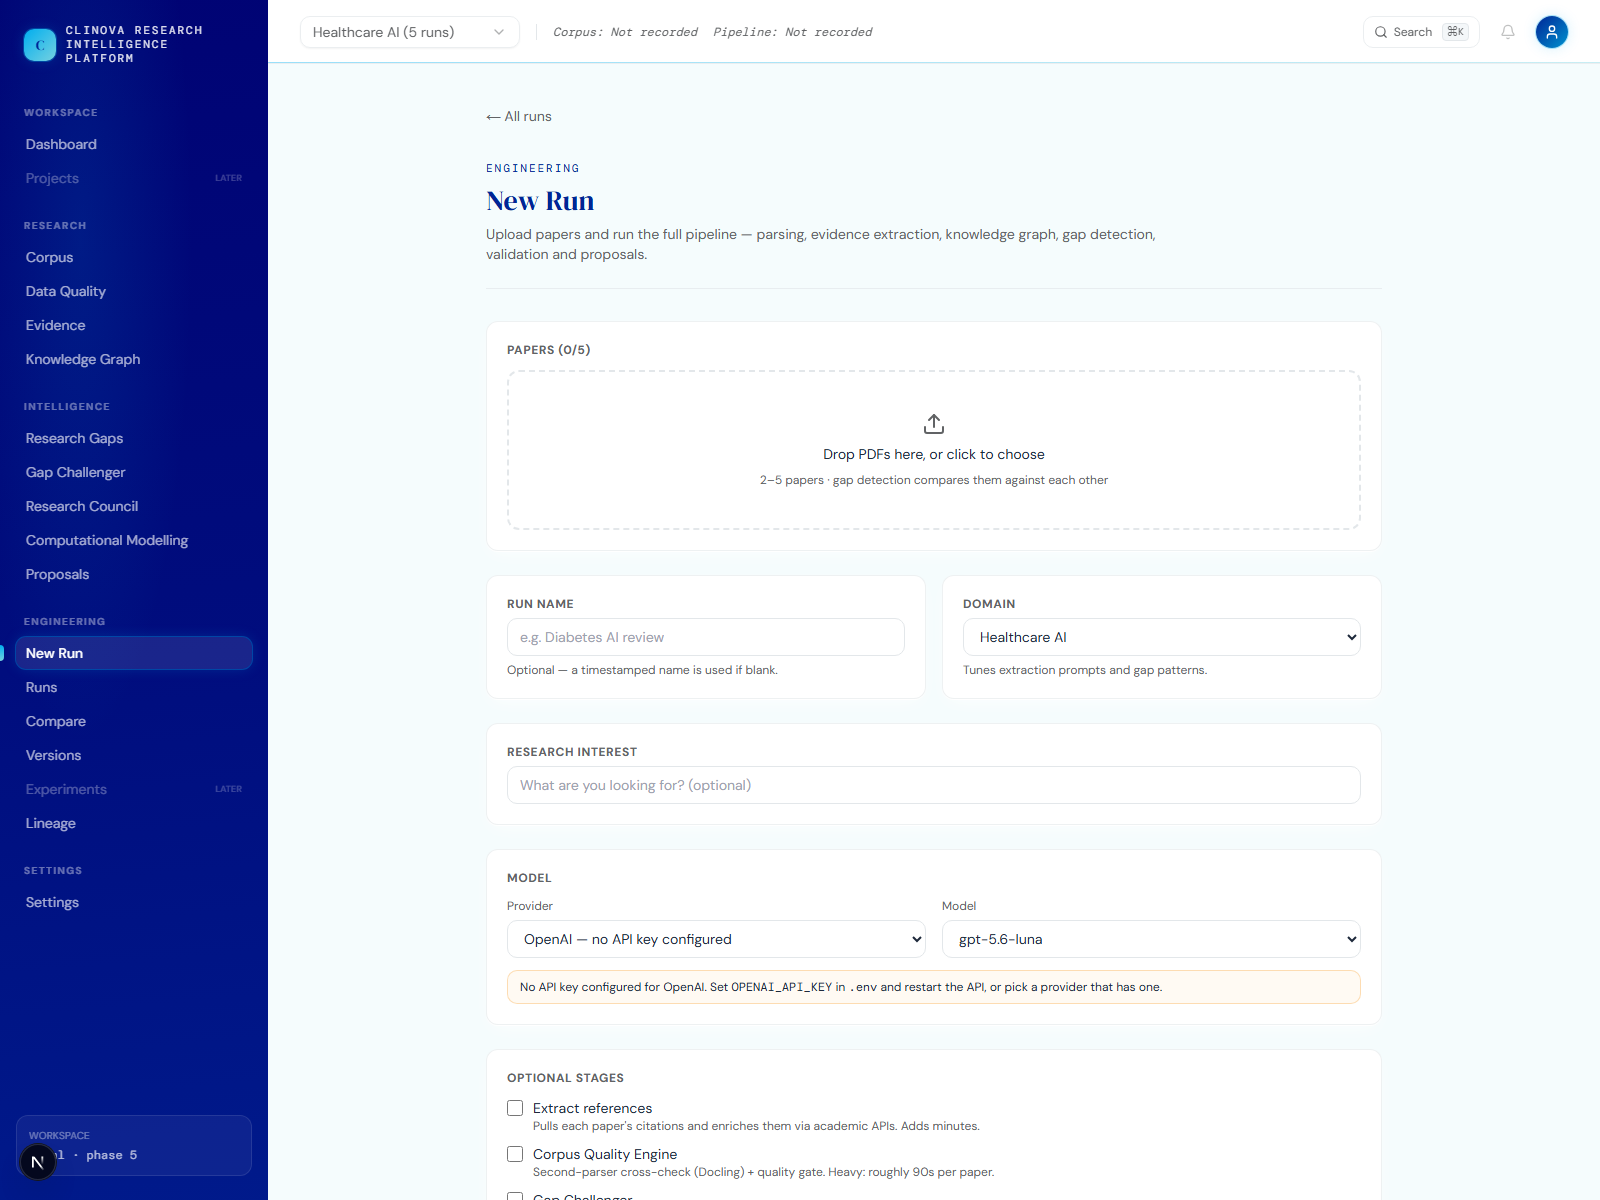 C
CLINOVA RESEARCH
INTELLIGENCE
PLATFORM
WORKSPACE
Dashboard
Projects LATER
RESEARCH
Corpus
Data Quality
Evidence
Knowledge Graph
INTELLIGENCE
Research Gaps
Gap Challenger
Research Council
Computational Modelling
Proposals
ENGINEERING
New Run
Runs
Compare
Versions
Experiments LATER
Lineage
SETTINGS
Settings
WORKSPACE
· phase 5
N
Healthcare AI (5 runs)
Corpus: Not recorded Pipeline: Not recorded
Search ⌘K
← All runs
ENGINEERING
New Run
Upload papers and run the full pipeline — parsing, evidence extraction, knowledge graph, gap detection,
validation and proposals.
PAPERS (0/5)
Drop PDFs here, or click to choose
2–5 papers · gap detection compares them against each other
RUN NAME
e.g. Diabetes AI review
Optional — a timestamped name is used if blank.
DOMAIN
Healthcare AI
Tunes extraction prompts and gap patterns.
RESEARCH INTEREST
What are you looking for? (optional)
MODEL
Provider
OpenAI — no API key configured
Model
gpt-5.6-luna
No API key configured for OpenAI. Set OPENAI_API_KEY in .env and restart the API, or pick a provider that has one.
OPTIONAL STAGES
Extract references
Pulls each paper's citations and enriches them via academic APIs. Adds minutes.
Corpus Quality Engine
Second-parser cross-check (Docling) + quality gate. Heavy: roughly 90s per paper.
Gap Challenger